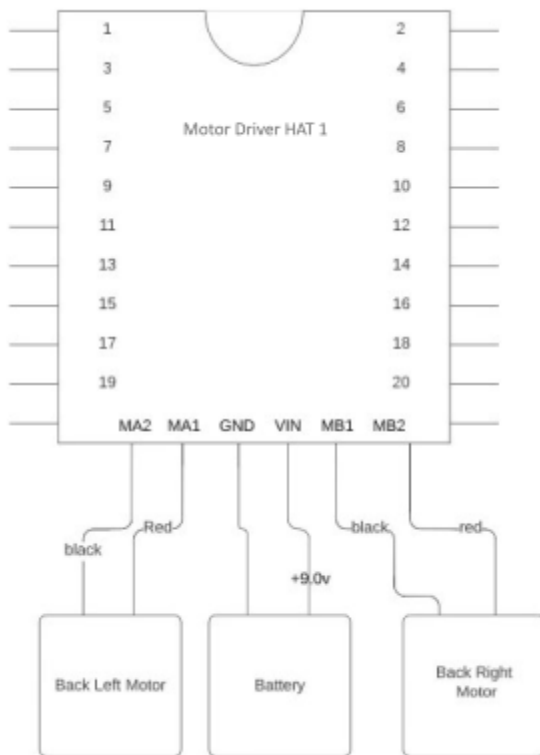 1 2
3 4
5 6
Motor Driver HAT 1
7 8
9 10
11 12
13 14
15 16
17 18
19 20
MA2 MA1 GND VIN MB1 MB2
Red black red
black
+9.0v
Back Left Motor
Battery
Back Right
Motor